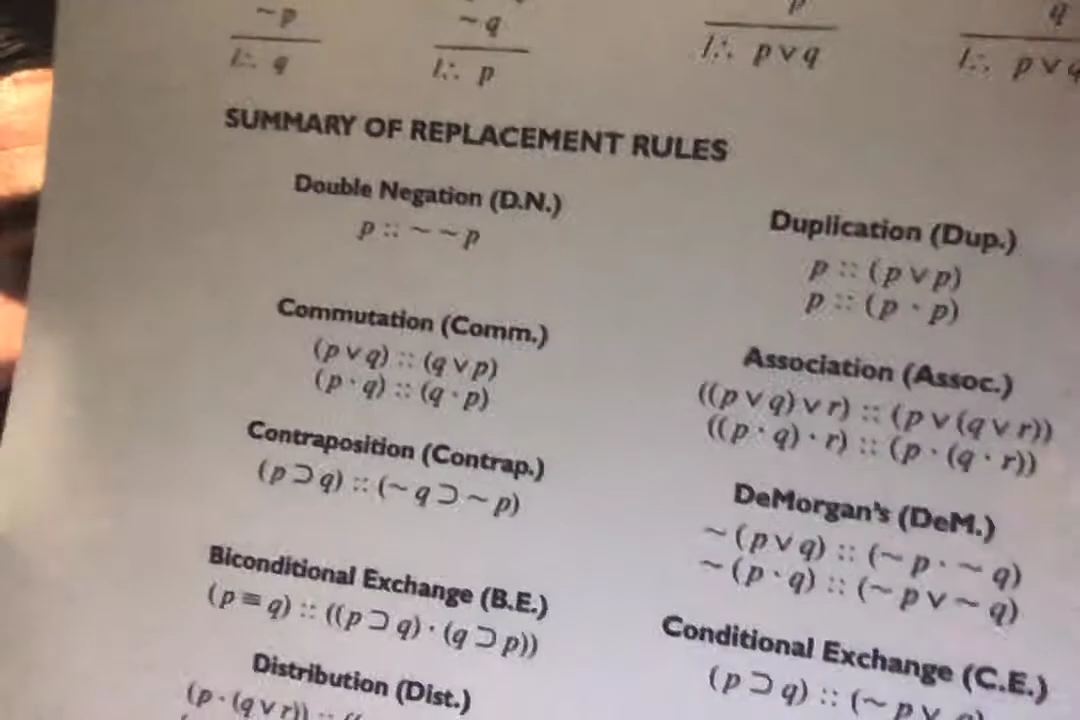 ~p ~q p q
/∴ q /∴ p /∴ p ∨ q /∴ p ∨ q
SUMMARY OF REPLACEMENT RULES
Double Negation (D.N.)
p :: ~ ~ p
Duplication (Dup.)
p :: (p ∨ p)
p :: (p · p)
Commutation (Comm.)
(p ∨ q) :: (q ∨ p)
(p · q) :: (q · p)
Association (Assoc.)
((p ∨ q) ∨ r) :: (p ∨ (q ∨ r))
((p · q) · r) :: (p · (q · r))
Contraposition (Contrap.)
(p ⊃ q) :: (~ q ⊃ ~ p)
DeMorgan's (DeM.)
~ (p ∨ q) :: (~ p · ~ q)
~ (p · q) :: (~ p ∨ ~ q)
Biconditional Exchange (B.E.)
(p ≡ q) :: ((p ⊃ q) · (q ⊃ p))
Conditional Exchange (C.E.)
(p ⊃ q) :: (~ p ∨ q)
Distribution (Dist.)
(p · (q ∨ r)) :: ((